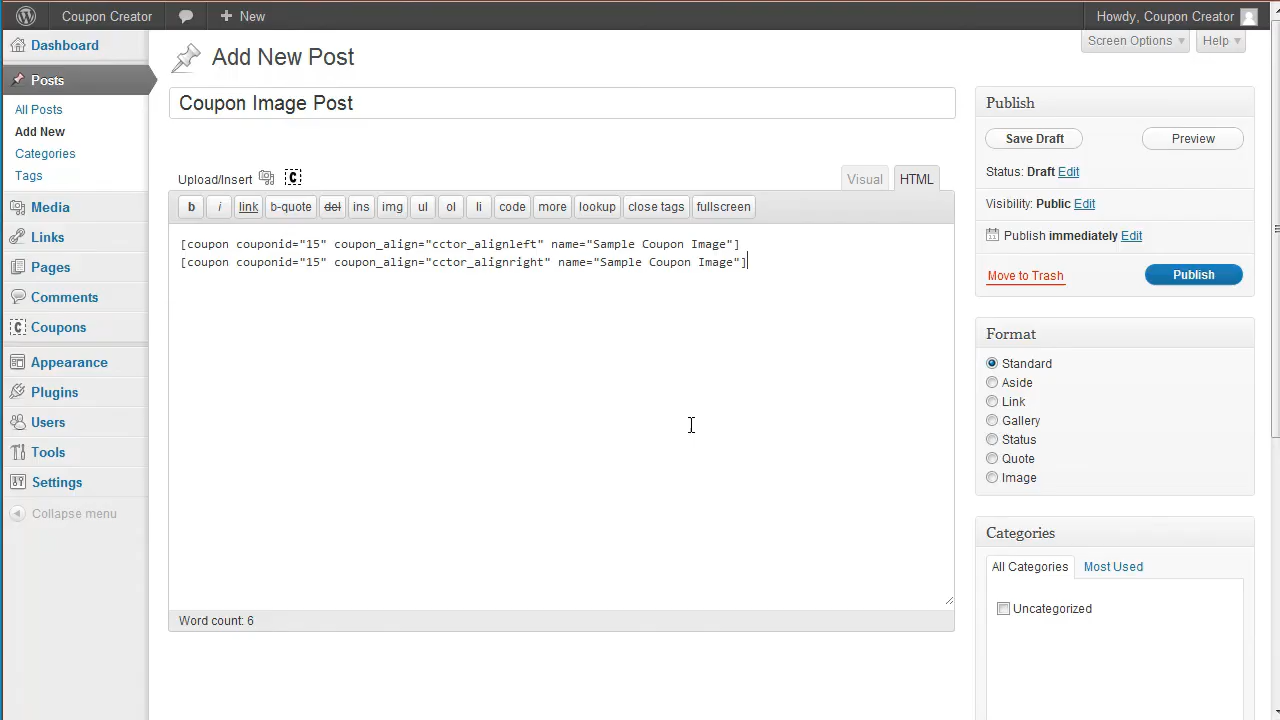 Coupon Creator
New
Howdy, Coupon Creator
Screen Options
Help
Dashboard
Posts
All Posts
Add New
Categories
Tags
Media
Links
Pages
Comments
C Coupons
Appearance
Plugins
Users
Tools
Settings
Collapse menu
Add New Post
Coupon Image Post
Upload/Insert C
Visual
HTML
b i link b-quote del ins img ul ol li code more lookup close tags fullscreen
[coupon couponid="15" coupon_align="cctor_alignleft" name="Sample Coupon Image"]
[coupon couponid="15" coupon_align="cctor_alignright" name="Sample Coupon Image"]
Word count: 6
Publish
Save Draft
Preview
Status: Draft Edit
Visibility: Public Edit
Publish immediately Edit
Move to Trash
Publish
Format
Standard
Aside
Link
Gallery
Status
Quote
Image
Categories
All Categories
Most Used
Uncategorized